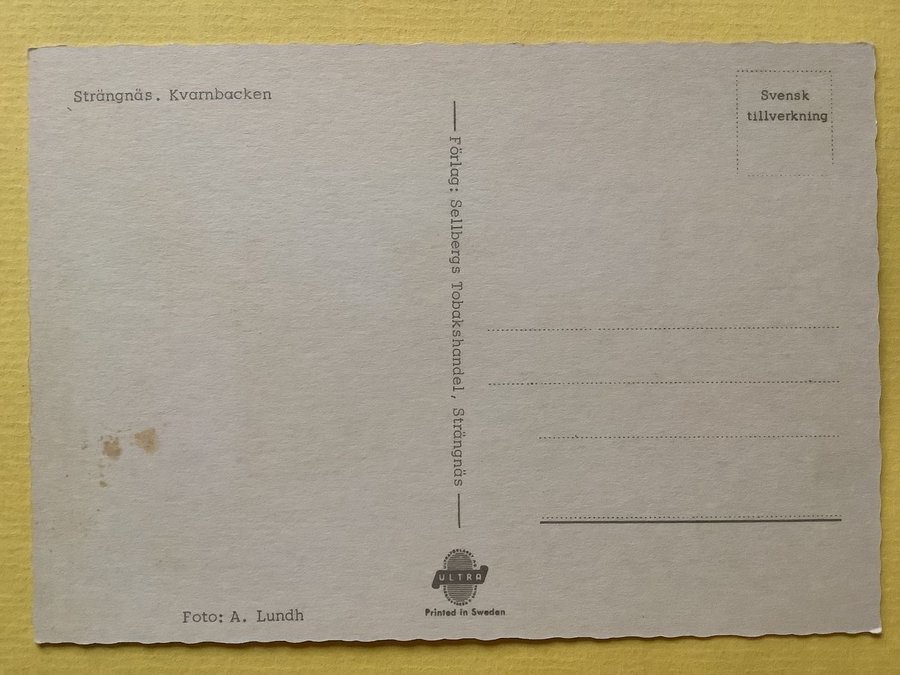 Strängnäs. Kvarnbacken
Svensk
tillverkning
Förlag: Sellbergs Tobakshandel, Strängnäs
ULTRA
Printed in Sweden
Foto: A. Lundh